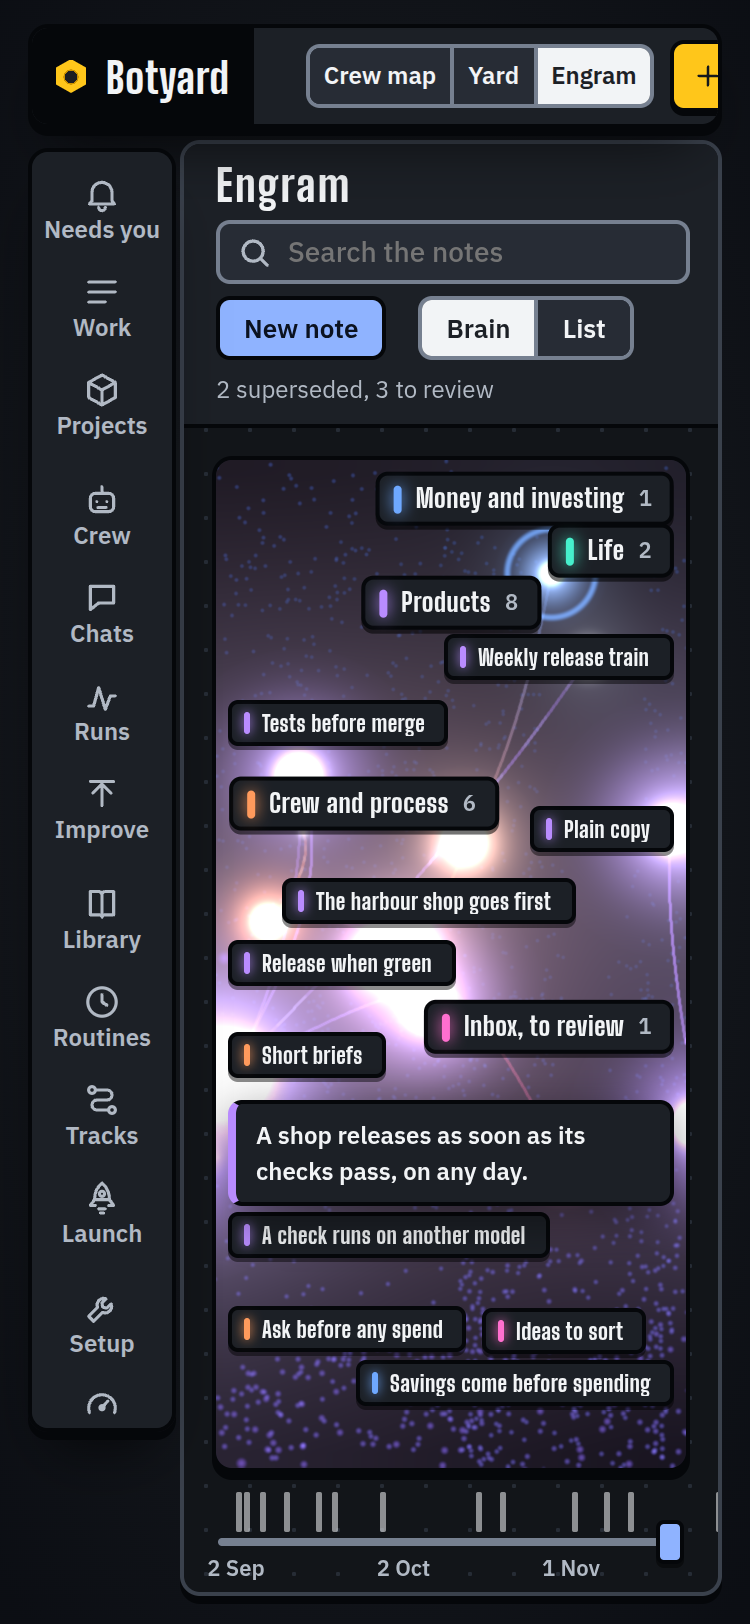 Botyard
Crew map
Yard
Engram
Needs you
Work
Projects
Crew
Chats
Runs
Improve
Library
Routines
Tracks
Launch
Setup
Engram
Search the notes
New note
Brain
List
2 superseded, 3 to review
Money and investing 1
Life 2
Products 8
Weekly release train
Tests before merge
Crew and process 6
Plain copy
The harbour shop goes first
Release when green
Inbox, to review 1
Short briefs
A shop releases as soon as its
checks pass, on any day.
A check runs on another model
Ask before any spend
Ideas to sort
Savings come before spending
2 Sep
2 Oct
1 Nov